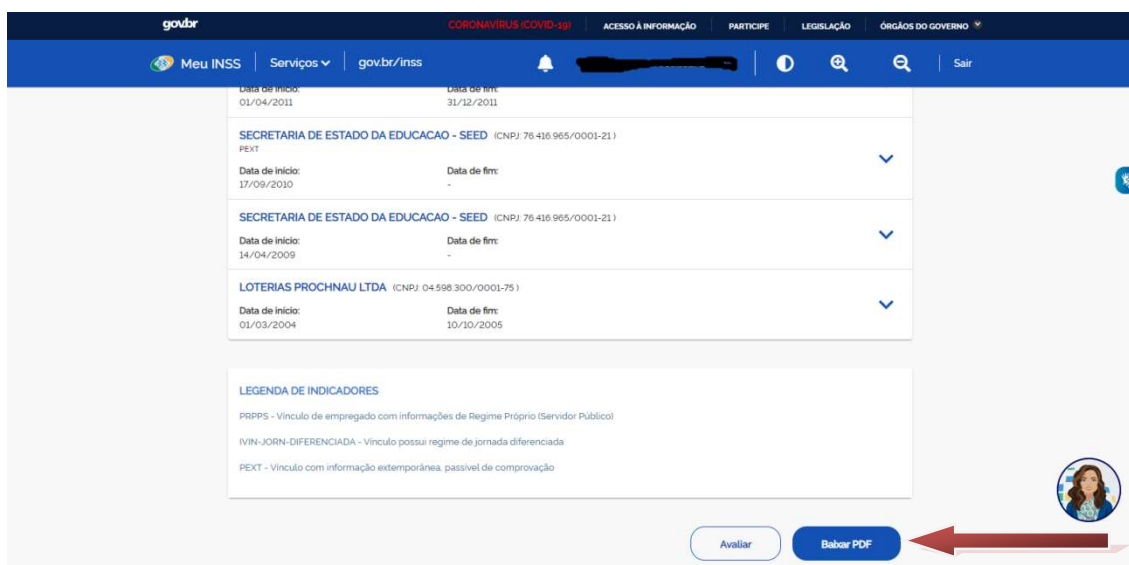 gov.br
CORONAVÍRUS (COVID-19)
ACESSO À INFORMAÇÃO
PARTICIPE
LEGISLAÇÃO
ÓRGÃOS DO GOVERNO
Meu INSS
Serviços
gov.br/inss
Sair
Data de início: Data de fim:
01/04/2011 31/12/2011
SECRETARIA DE ESTADO DA EDUCACAO - SEED (CNPJ: 76.416.965/0001-21 )
PEXT
Data de início: Data de fim:
17/09/2010 -
SECRETARIA DE ESTADO DA EDUCACAO - SEED (CNPJ: 76.416.965/0001-21 )
Data de início: Data de fim:
14/04/2009 -
LOTERIAS PROCHNAU LTDA (CNPJ: 04.598.300/0001-75 )
Data de início: Data de fim:
01/03/2004 10/10/2005
LEGENDA DE INDICADORES
PRPPS - Vínculo de empregado com informações de Regime Próprio (Servidor Público)
IVIN-JORN-DIFERENCIADA - Vínculo possui regime de jornada diferenciada
PEXT - Vínculo com informação extemporânea, passível de comprovação
Avaliar
Baixar PDF